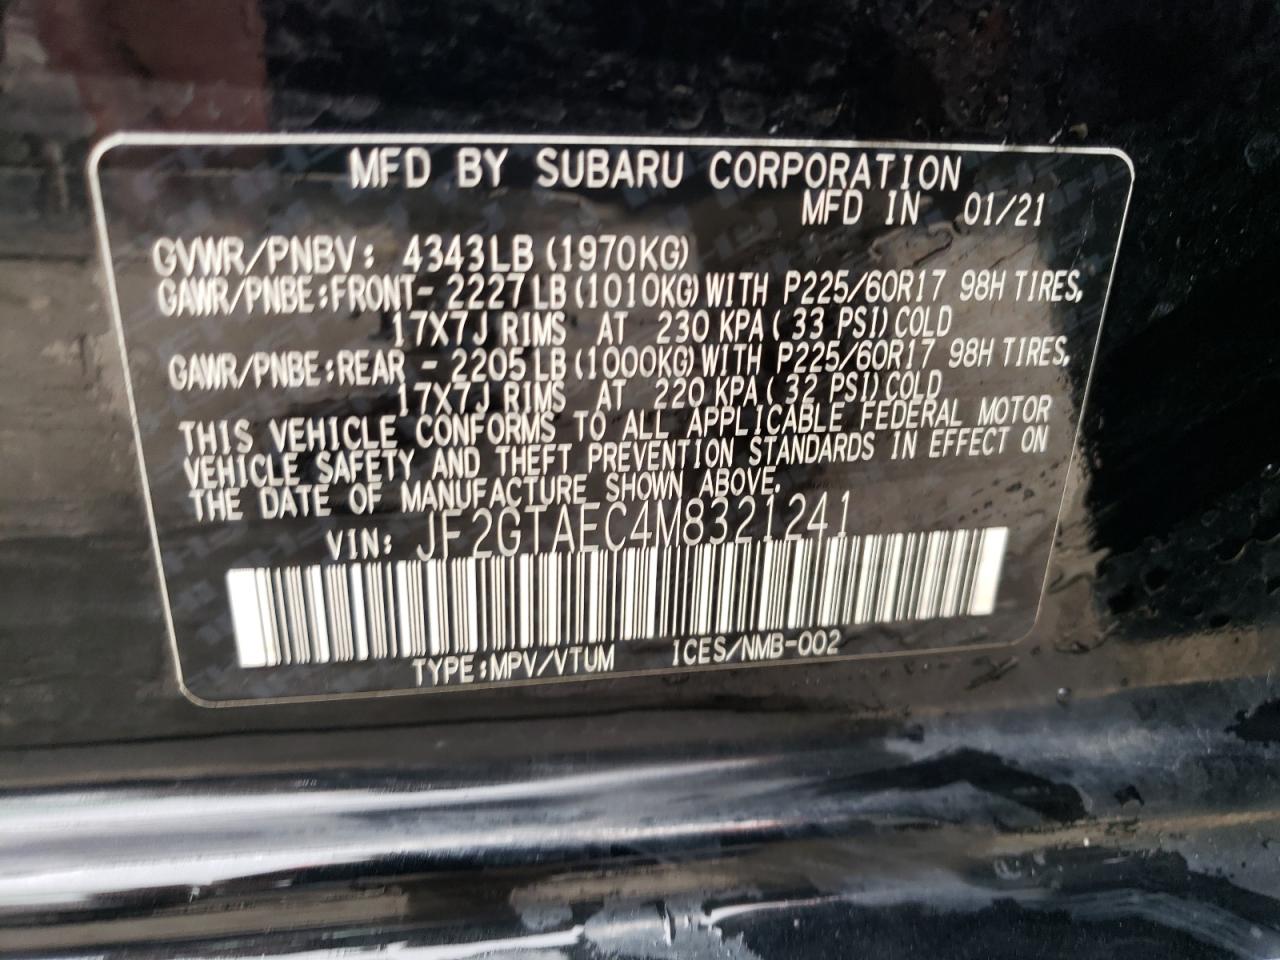 MFD BY SUBARU CORPORATION
MFD IN 01/21
GVWR/PNBV: 4343LB (1970KG)
GAWR/PNBE:FRONT- 2227LB (1010KG) WITH P225/60R17 98H TIRES,
17X7J RIMS AT 230 KPA ( 33 PSI) COLD
GAWR/PNBE:REAR - 2205LB (1000KG) WITH P225/60R17 98H TIRES,
17X7J RIMS AT 220 KPA ( 32 PSI) COLD
THIS VEHICLE CONFORMS TO ALL APPLICABLE FEDERAL MOTOR
VEHICLE SAFETY AND THEFT PREVENTION STANDARDS IN EFFECT ON
THE DATE OF MANUFACTURE SHOWN ABOVE.
VIN: JF2GTAEC4M8321241
TYPE:MPV/VTUM ICES/NMB-002